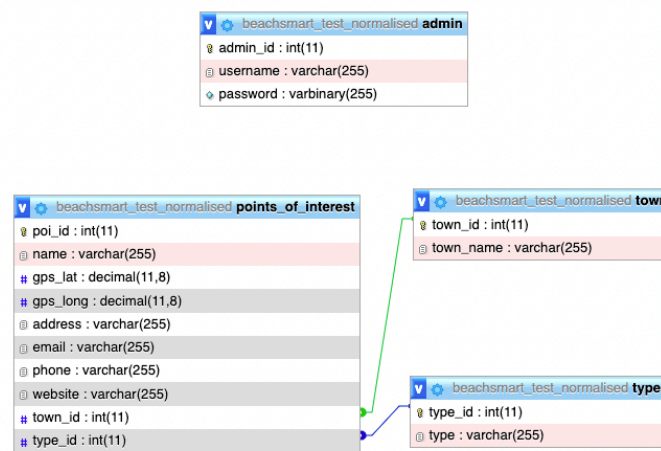 V beachsmart_test_normalised admin
admin_id : int(11)
username : varchar(255)
password : varbinary(255)
V beachsmart_test_normalised points_of_interest
# poi_id : int(11)
name : varchar(255)
# gps_lat : decimal(11,8)
# gps_long : decimal(11,8)
address : varchar(255)
email : varchar(255)
phone : varchar(255)
website : varchar(255)
# town_id : int(11)
# type_id : int(11)
V beachsmart_test_normalised town
town_id : int(11)
town_name : varchar(255)
V beachsmart_test_normalised type
type_id : int(11)
type : varchar(255)